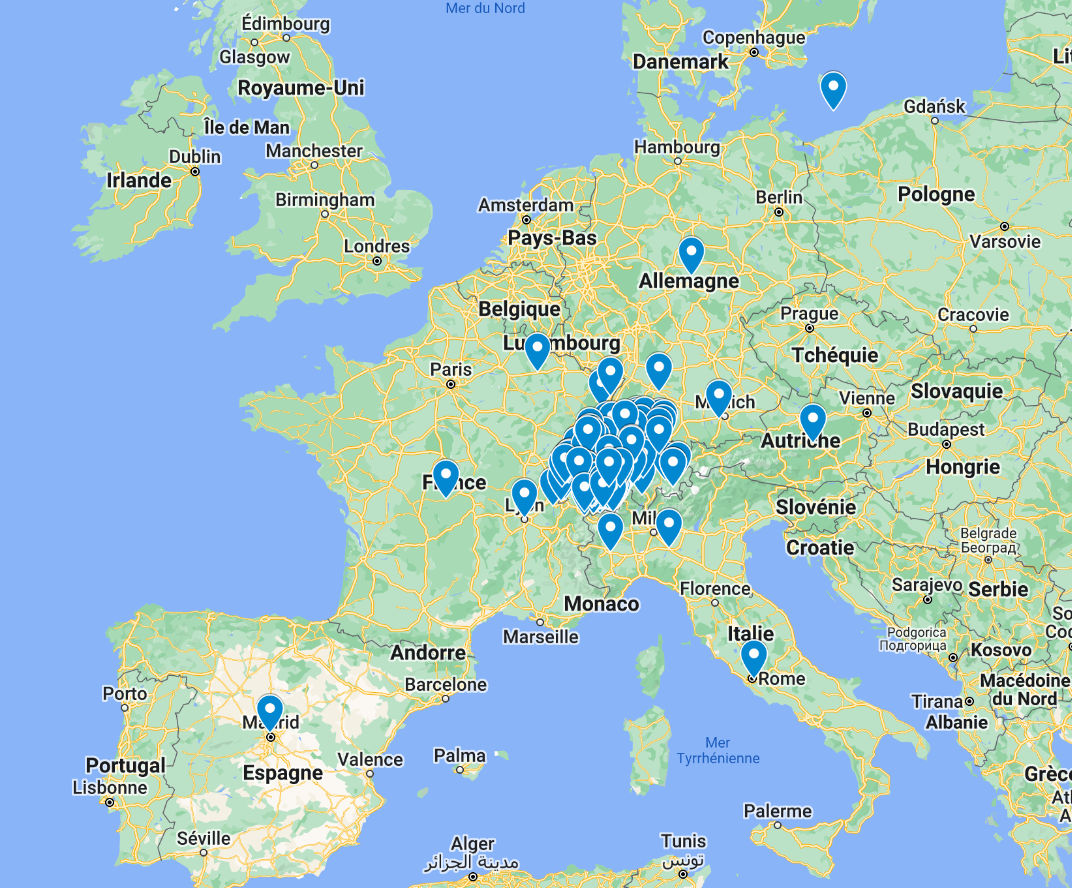 Mer du Nord
Édimbourg
Glasgow
Copenhague
Danemark
Lit
Royaume-Uni
Gdańsk
Île de Man
Manchester
Hambourg
Dublin
Irlande
Birmingham
Amsterdam
Berlin
Pologne
Pays-Bas
Varsovie
Londres
Allemagne
Belgique
Prague
Cracovie
Luxembourg
Tchéquie
Paris
Slovaquie
Munich
Vienne
Autriche
Budapest
Hongrie
France
Lyon
Slovénie
Milan
Croatie
Belgrade
Београд
Florence
Sarajevo
Serbie
Monaco
Marseille
Italie
Podgorica
Подгорица
Kosovo
Andorre
Rome
Macédoine
du Nord
Barcelone
Porto
Tirana
Albanie
Madrid
Mer
Tyrrhénienne
Palma
Valence
Portugal
Espagne
Lisbonne
Grèce
Palerme
Séville
Alger
مدينة الجزائر
Tunis
تونس